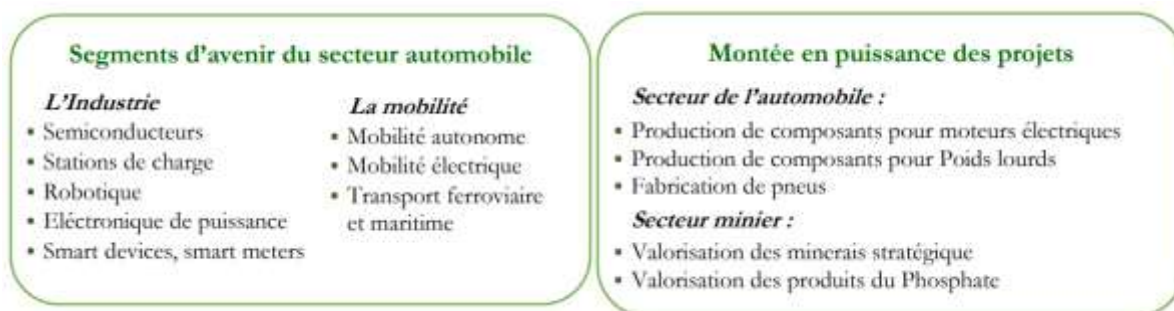 Segments d'avenir du secteur automobile
L'Industrie
▪ Semiconducteurs
▪ Stations de charge
▪ Robotique
▪ Eléctronique de puissance
▪ Smart devices, smart meters
La mobilité
▪ Mobilité autonome
▪ Mobilité électrique
▪ Transport ferroviaire
et maritime
Montée en puissance des projets
Secteur de l'automobile :
▪ Production de composants pour moteurs électriques
▪ Production de composants pour Poids lourds
▪ Fabrication de pneus
Secteur minier :
▪ Valorisation des minerais stratégique
▪ Valorisation des produits du Phosphate